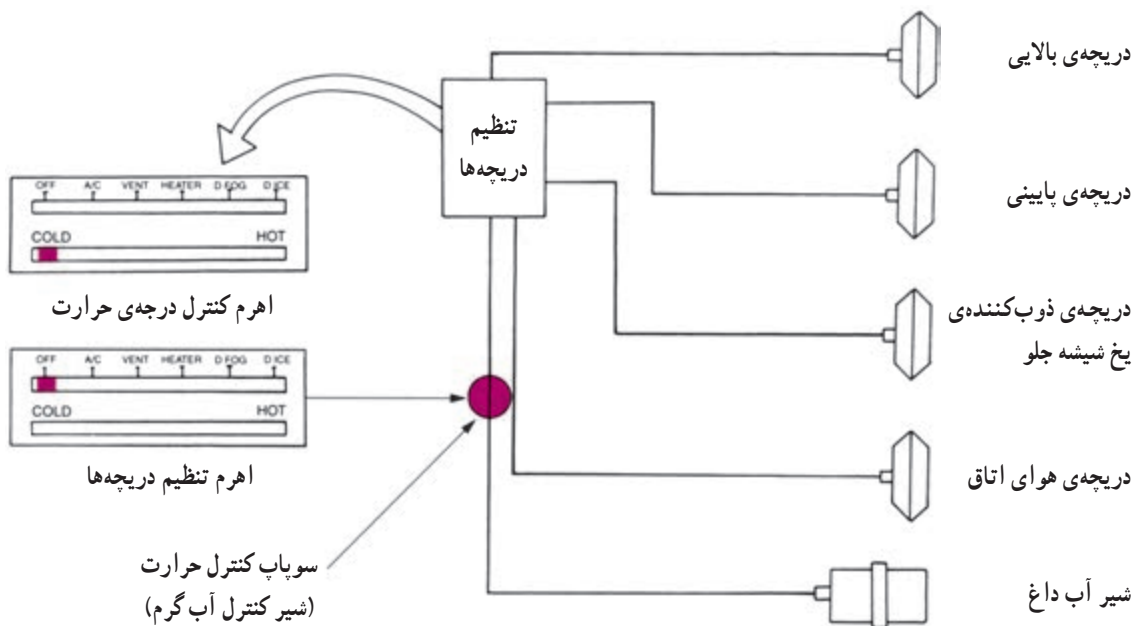 دریچه‌ی بالایی
تنظیم
دریچه‌ها
OFF A/C VENT HEATER D FOG D ICE
COLD HOT
اهرم کنترل درجه‌ی حرارت
دریچه‌ی پایینی
دریچه‌ی ذوب‌کننده‌ی
یخ شیشه جلو
OFF A/C VENT HEATER D FOG D ICE
COLD HOT
اهرم تنظیم دریچه‌ها
دریچه‌ی هوای اتاق
سوپاپ کنترل حرارت
(شیر کنترل آب گرم)
شیر آب داغ